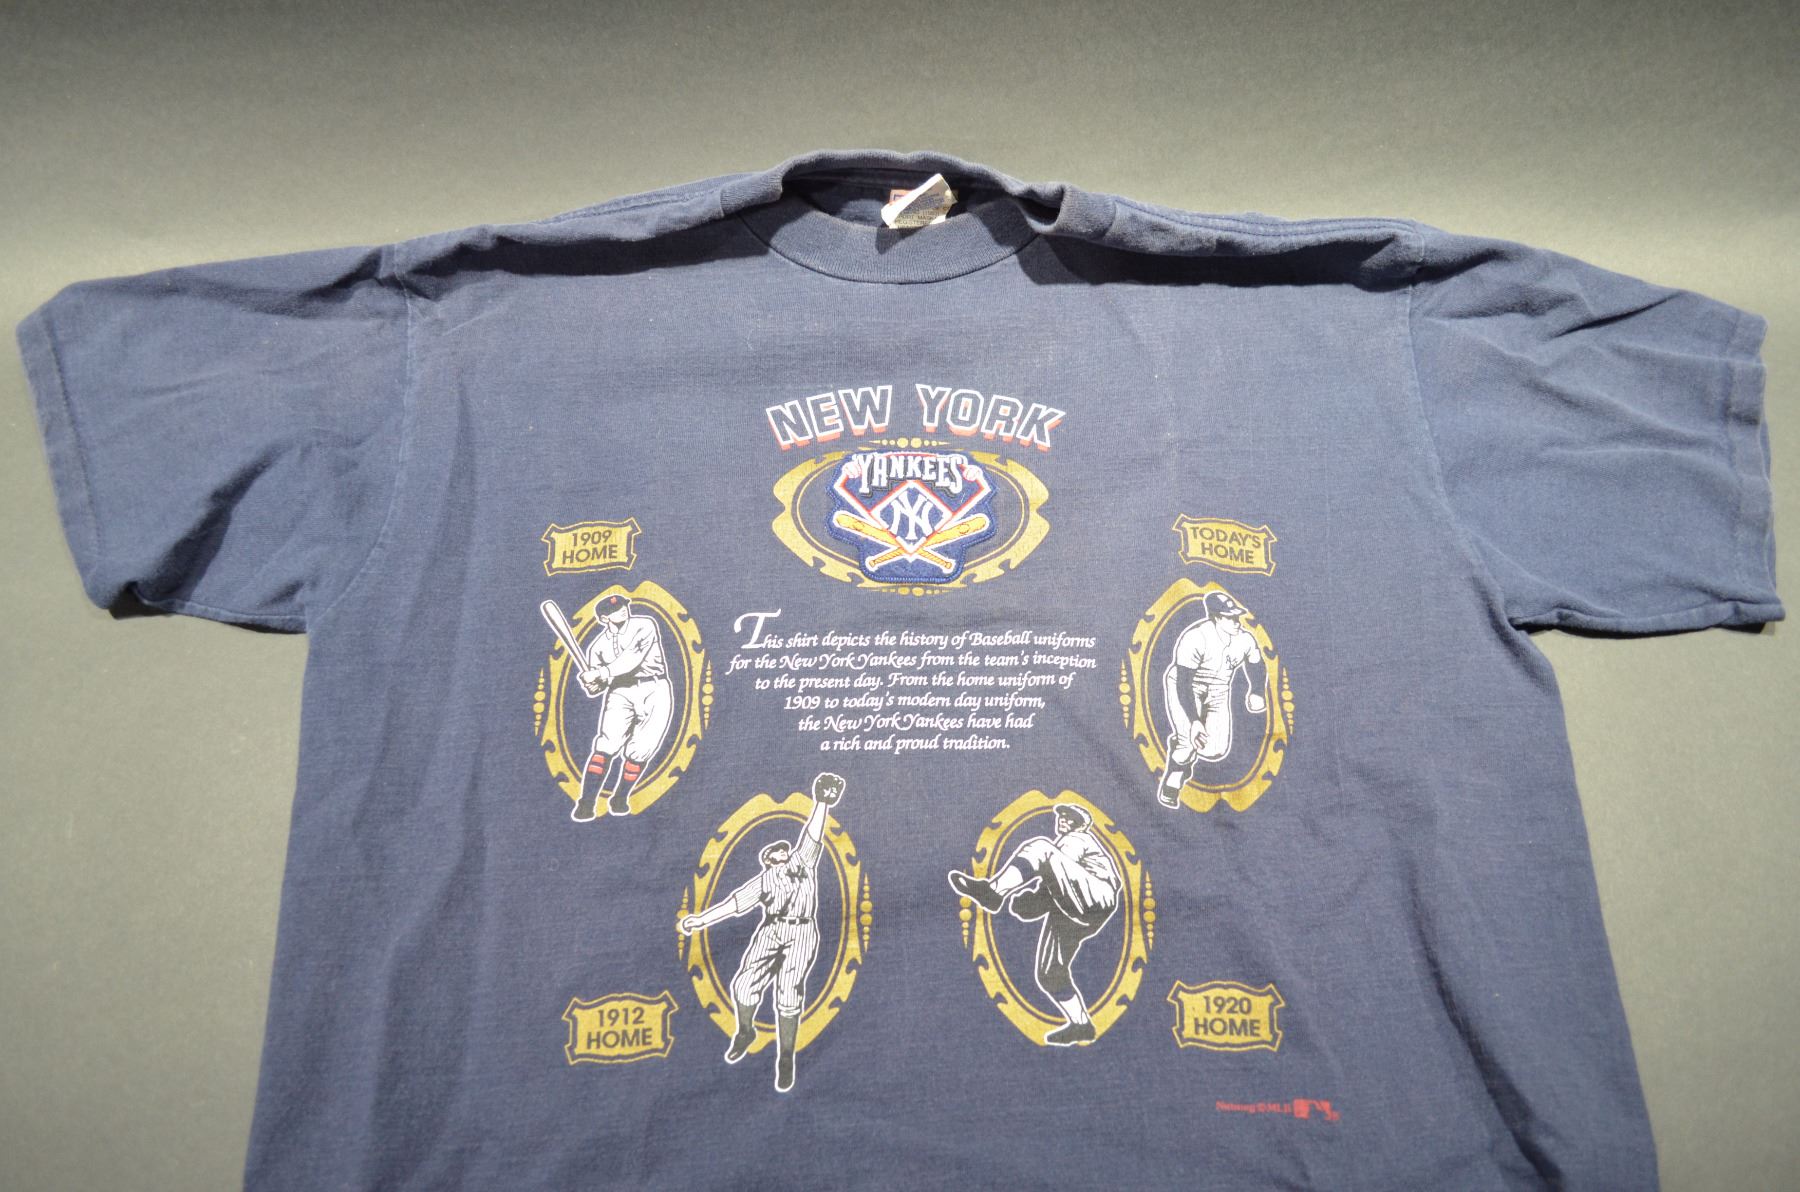 NEW YORK
YANKEES
NY
1909
HOME
TODAY'S
HOME
This shirt depicts the history of Baseball uniforms
for the New York Yankees from the team's inception
to the present day. From the home uniform of
1909 to today's modern day uniform,
the New York Yankees have had
a rich and proud tradition.
1912
HOME
1920
HOME
Nutmeg © MLB